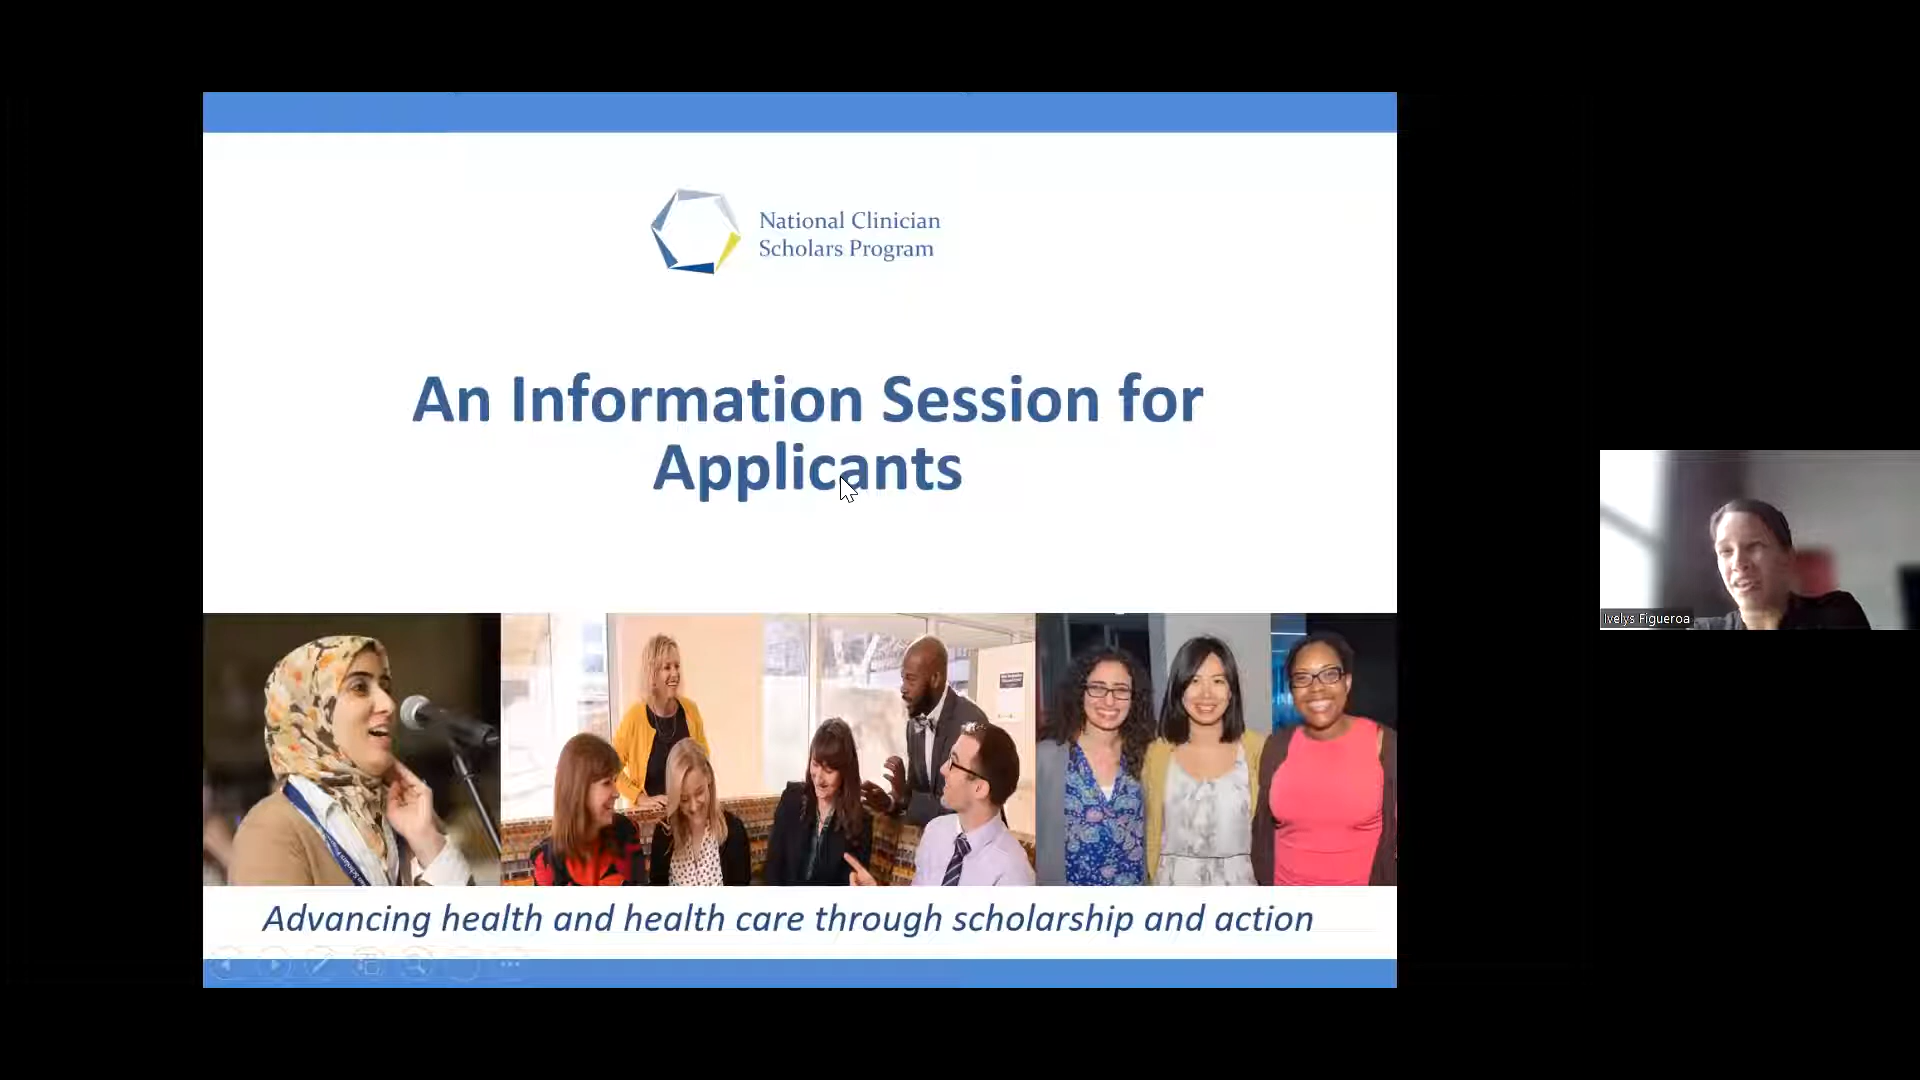 National Clinician
Scholars Program
An Information Session for
Applicants
Advancing health and health care through scholarship and action
Ivelys Figueroa